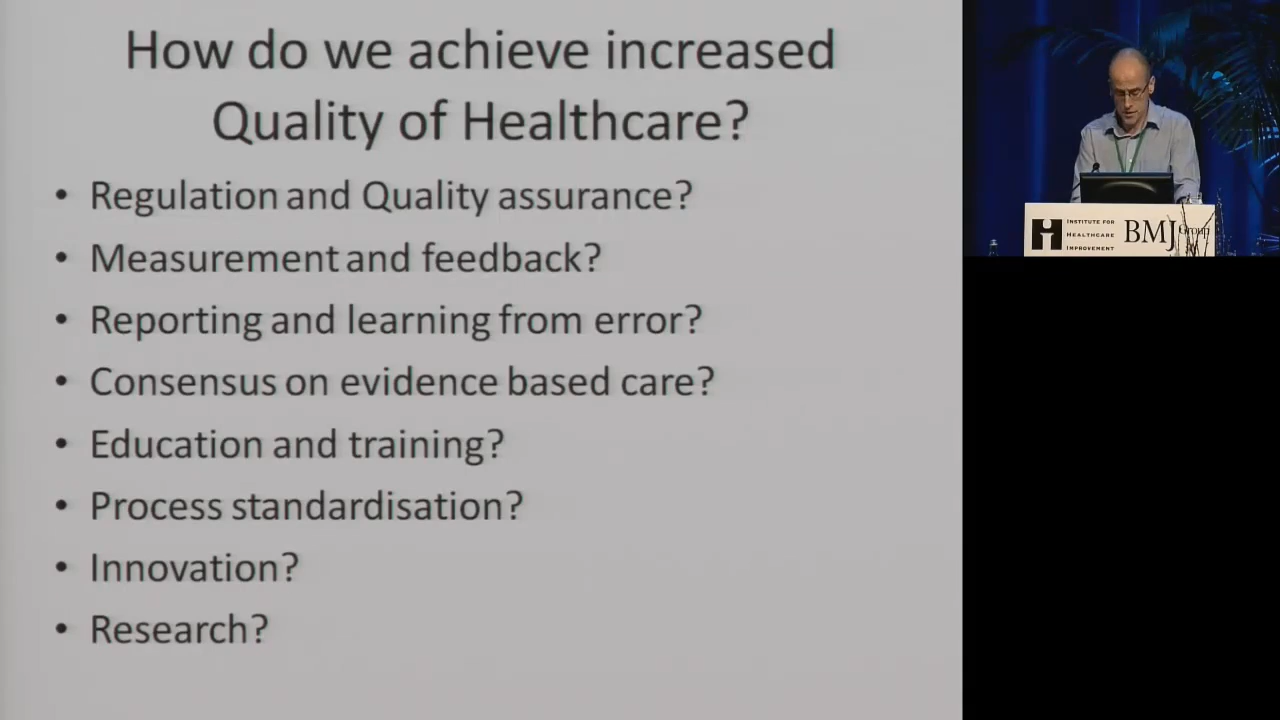 How do we achieve increased
Quality of Healthcare?
• Regulation and Quality assurance?
• Measurement and feedback?
• Reporting and learning from error?
• Consensus on evidence based care?
• Education and training?
• Process standardisation?
• Innovation?
• Research?
INSTITUTE FOR
HEALTHCARE
IMPROVEMENT
BMJ Group